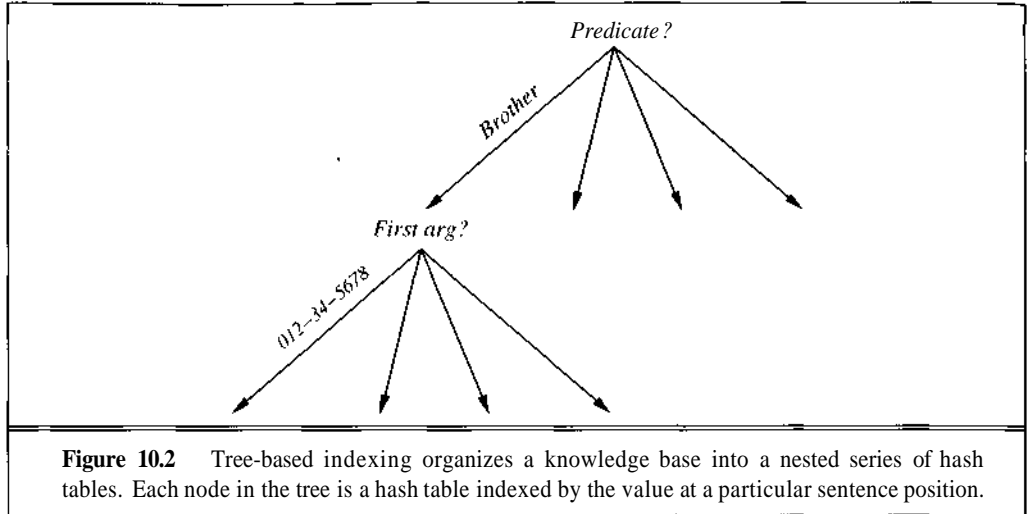 Predicate?
Brother
First arg?
012-34-5678
Figure 10.2 Tree-based indexing organizes a knowledge base into a nested series of hash
tables. Each node in the tree is a hash table indexed by the value at a particular sentence position.